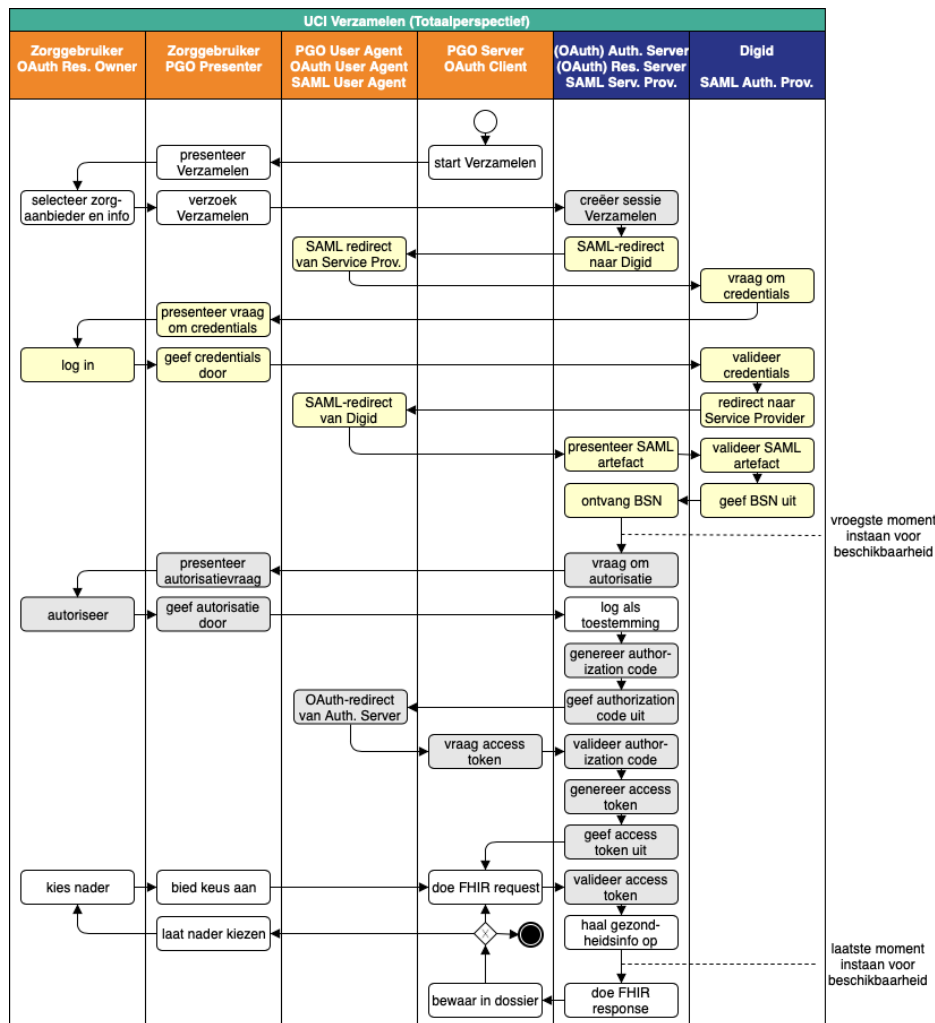 UCI Verzamelen (Totaalperspectief)
Zorggebruiker
OAuth Res. Owner
Zorggebruiker
PGO Presenter
PGO User Agent
OAuth User Agent
SAML User Agent
PGO Server
OAuth Client
(OAuth) Auth. Server
(OAuth) Res. Server
SAML Serv. Prov.
Digid
SAML Auth. Prov.
presenteer
Verzamelen
start Verzamelen
selecteer zorg-
aanbieder en info
verzoek
Verzamelen
creëer sessie
Verzamelen
SAML redirect
van Service Prov.
SAML-redirect
naar Digid
vraag om
credentials
presenteer vraag
om credentials
log in
geef credentials
door
valideer
credentials
SAML-redirect
van Digid
redirect naar
Service Provider
presenteer SAML
artefact
valideer SAML
artefact
ontvang BSN
geef BSN uit
vroegste moment
instaan voor
beschikbaarheid
presenteer
autorisatievraag
vraag om
autorisatie
autoriseer
geef autorisatie
door
log als
toestemming
genereer author-
ization code
OAuth-redirect
van Auth. Server
geef authorization
code uit
vraag access
token
valideer author-
ization code
genereer access
token
geef access
token uit
kies nader
bied keus aan
doe FHIR request
valideer access
token
laat nader kiezen
X
haal gezond-
heidsinfo op
laatste moment
instaan voor
beschikbaarheid
bewaar in dossier
doe FHIR
response